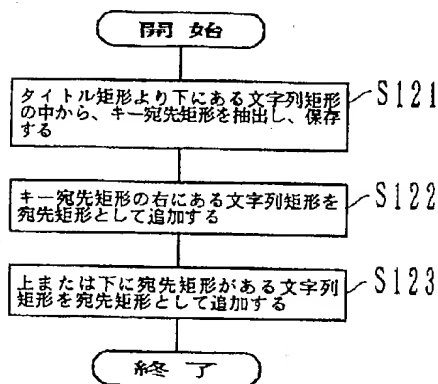 開始
タイトル矩形より下にある文字列矩形
の中から、キー宛先矩形を抽出し、保存
する
S121
キー宛先矩形の右にある文字列矩形を
宛先矩形として追加する
S122
上または下に宛先矩形がある文字列
矩形を宛先矩形として追加する
S123
終了